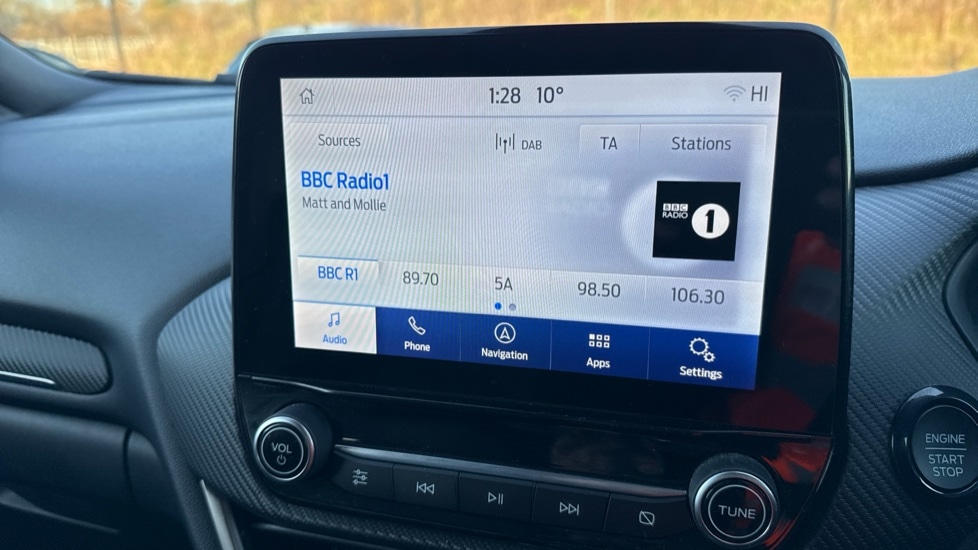 1:28 10° HI
Sources DAB TA Stations
BBC Radio1
Matt and Mollie
BBC
RADIO 1
BBC R1 89.70 5A 98.50 106.30
Audio Phone Navigation Apps Settings
VOL
TUNE
ENGINE
START
STOP